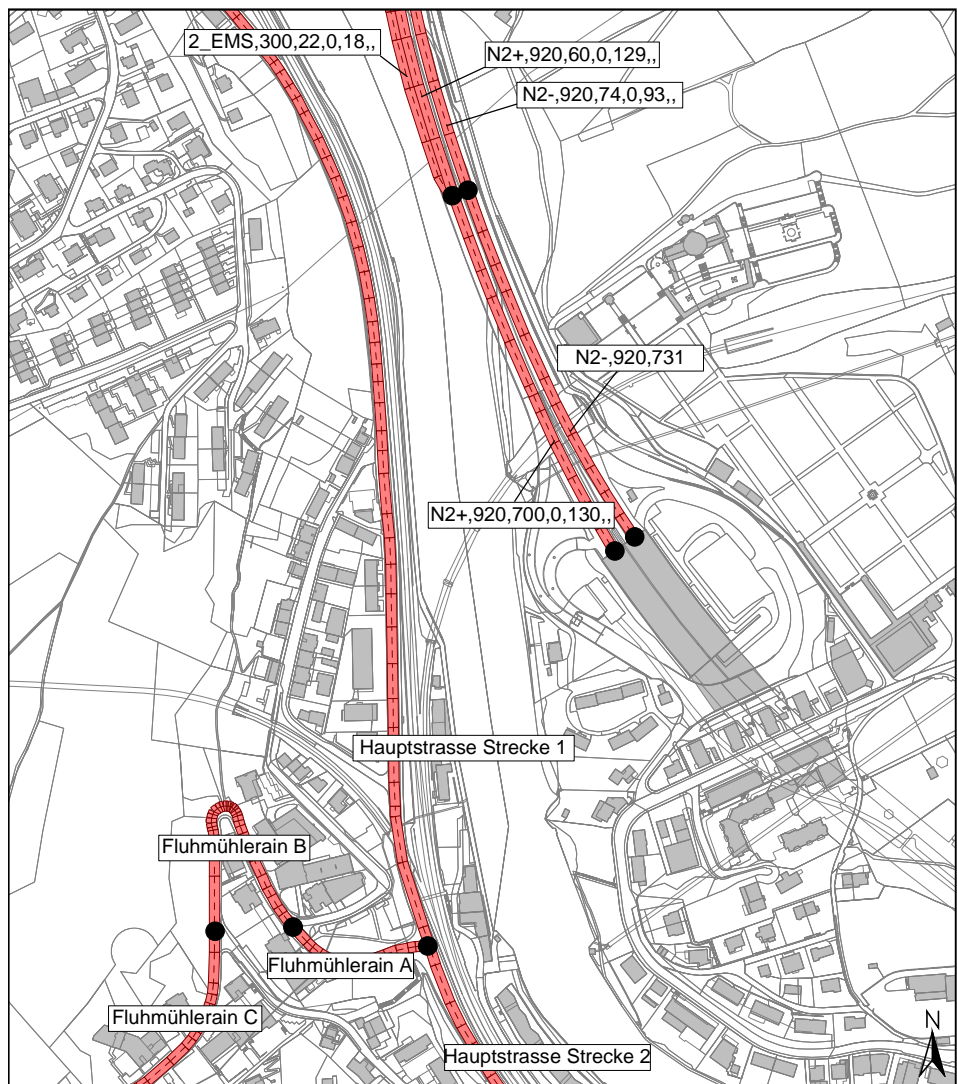 2_EMS,300,22,0,18,,
N2+,920,60,0,129,,
N2-,920,74,0,93,,
N2-,920,731
N2+,920,700,0,130,,
Hauptstrasse Strecke 1
Fluhmühlerain B
Fluhmühlerain A
Fluhmühlerain C
Hauptstrasse Strecke 2
N